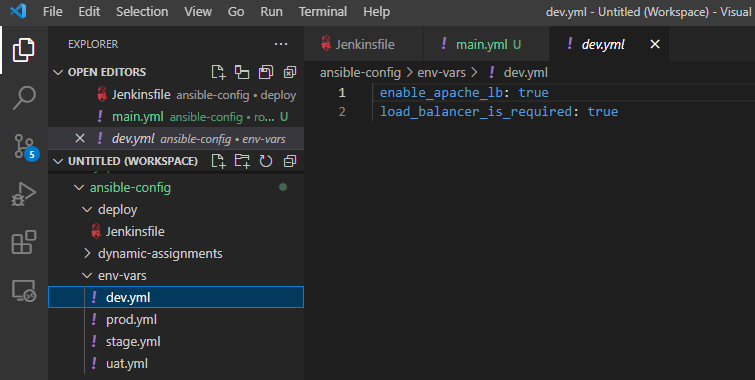 File Edit Selection View Go Run Terminal Help dev.yml - Untitled (Workspace) - Visual
EXPLORER
OPEN EDITORS
Jenkinsfile ansible-config • deploy
! main.yml ansible-config • ro... U
! dev.yml ansible-config • env-vars
UNTITLED (WORKSPACE)
ansible-config
deploy
Jenkinsfile
dynamic-assignments
env-vars
! dev.yml
! prod.yml
! stage.yml
! uat.yml
5
Jenkinsfile ! main.yml U ! dev.yml
ansible-config > env-vars > ! dev.yml
1 enable_apache_lb: true
2 load_balancer_is_required: true